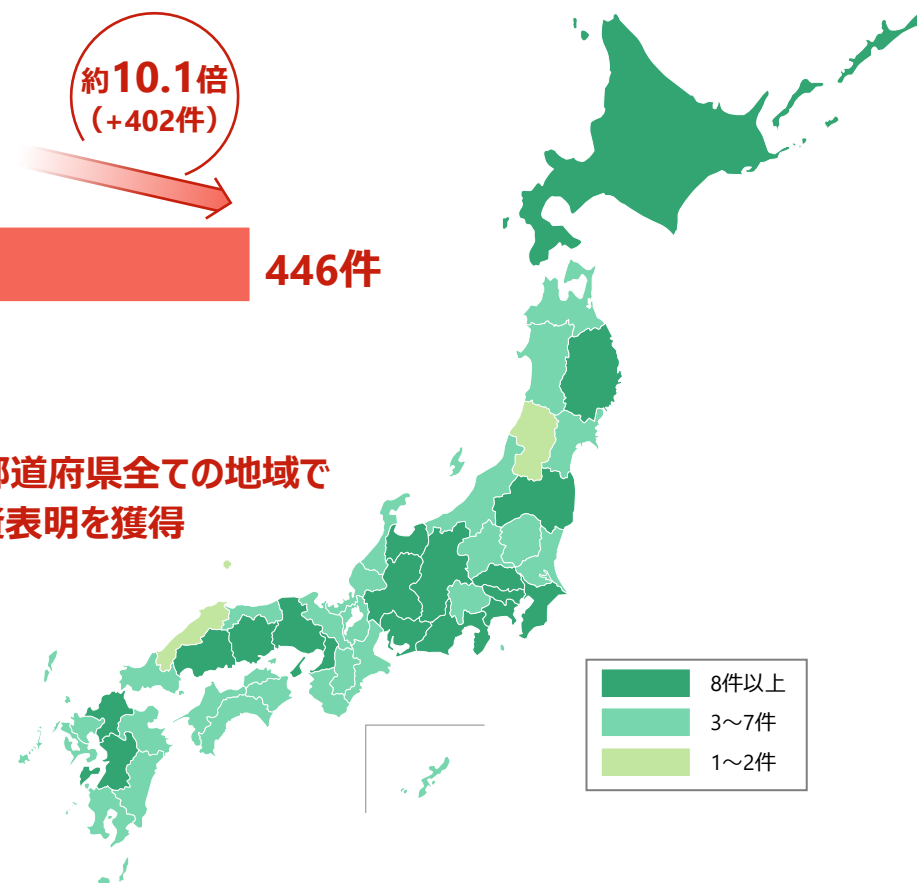 約10.1倍
（+402件）
446件
道府県全ての地域で
表明を獲得
8件以上
3～7件
1～2件